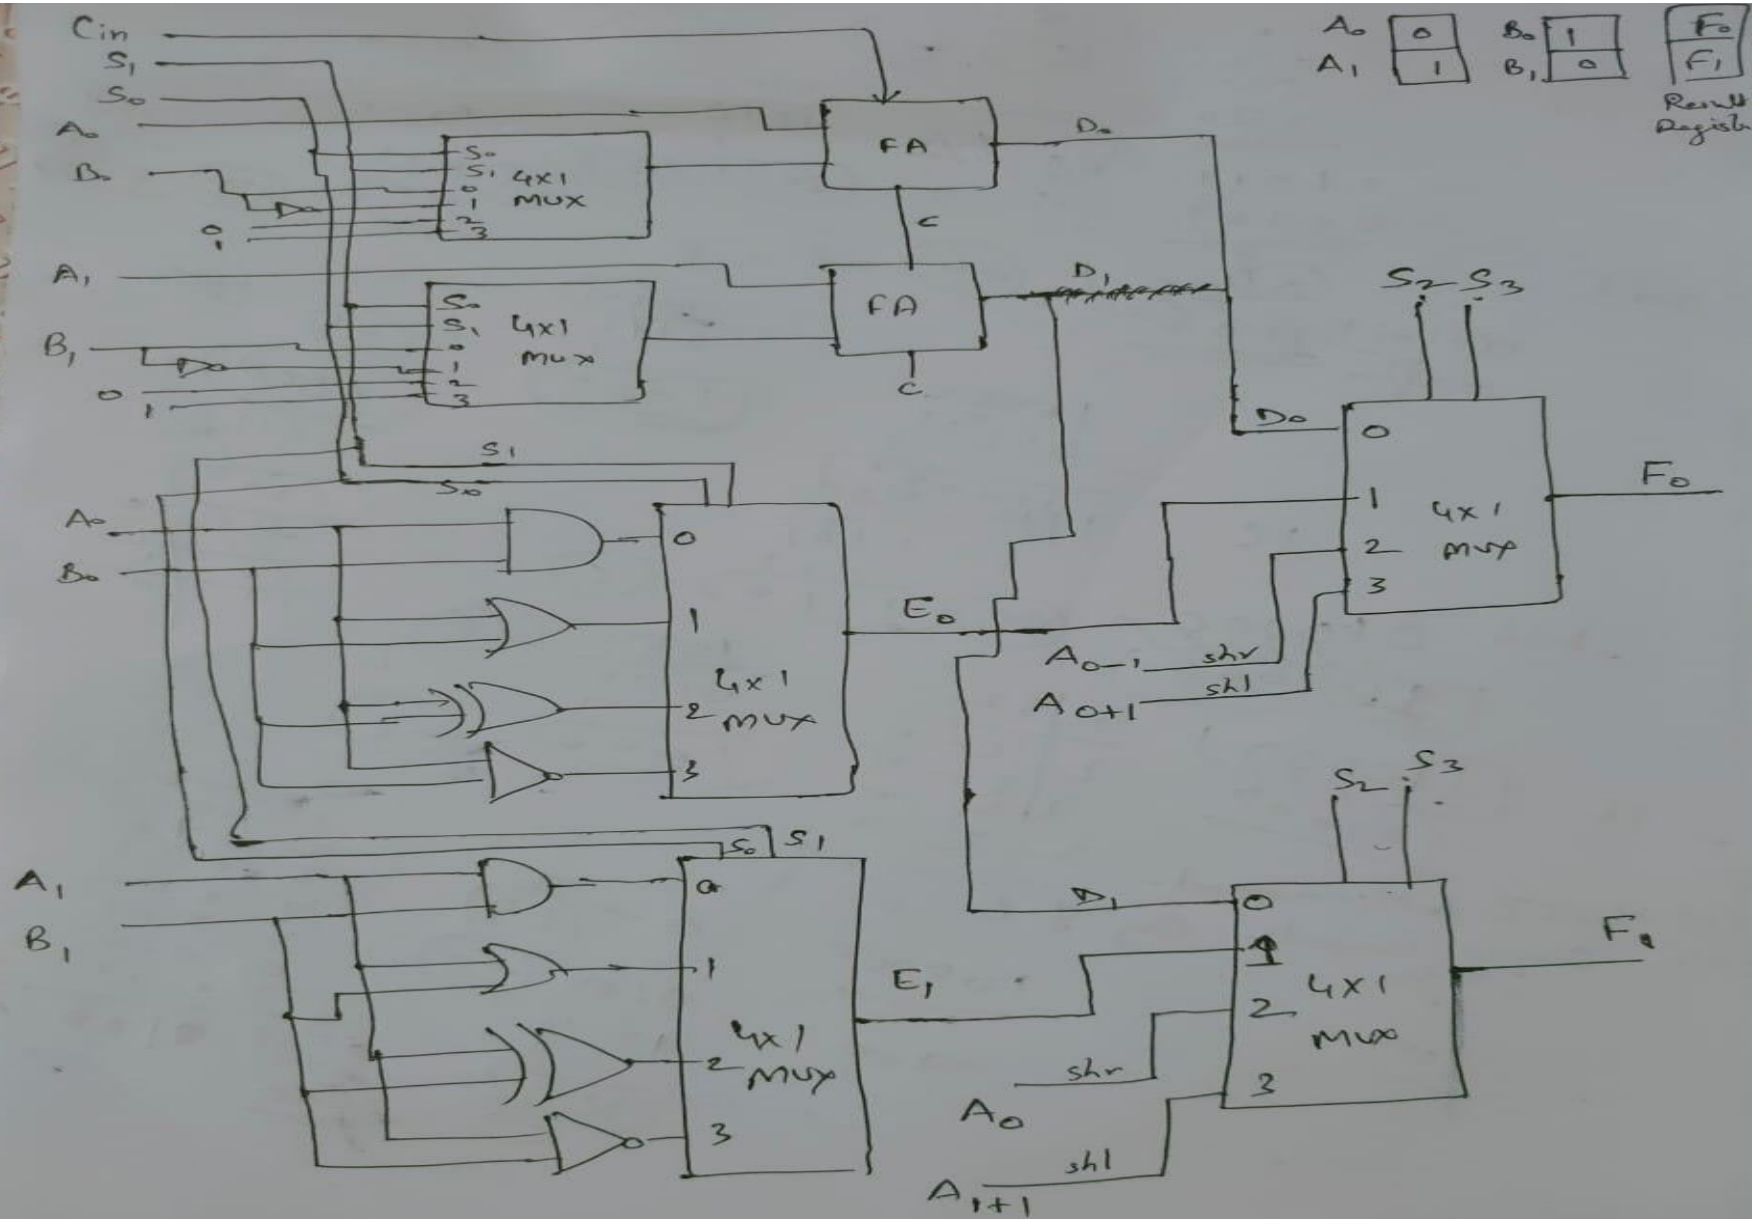 Cin
S1
S0
A0
B0
0
1
S0
S1
0
1
2
3
4x1
MUX
FA
C
D0
A0 0
A1 1
B0 1
B1 0
F0
F1
Result
A1
B1
0
1
S0
S1
0
1
2
3
4x1
MUX
FA
C
D1
S2 S3
D0
0
1
2
3
4x1
MUX
F0
S1
S0
A0
B0
0
1
2
3
4x1
MUX
E0
A0-1 shr
A0+1 shl
S0 S1
A1
B1
0
1
2
3
4x1
MUX
E1
S2 S3
D1
0
1
2
3
4x1
MUX
F1
shr
A0
shl
A1+1